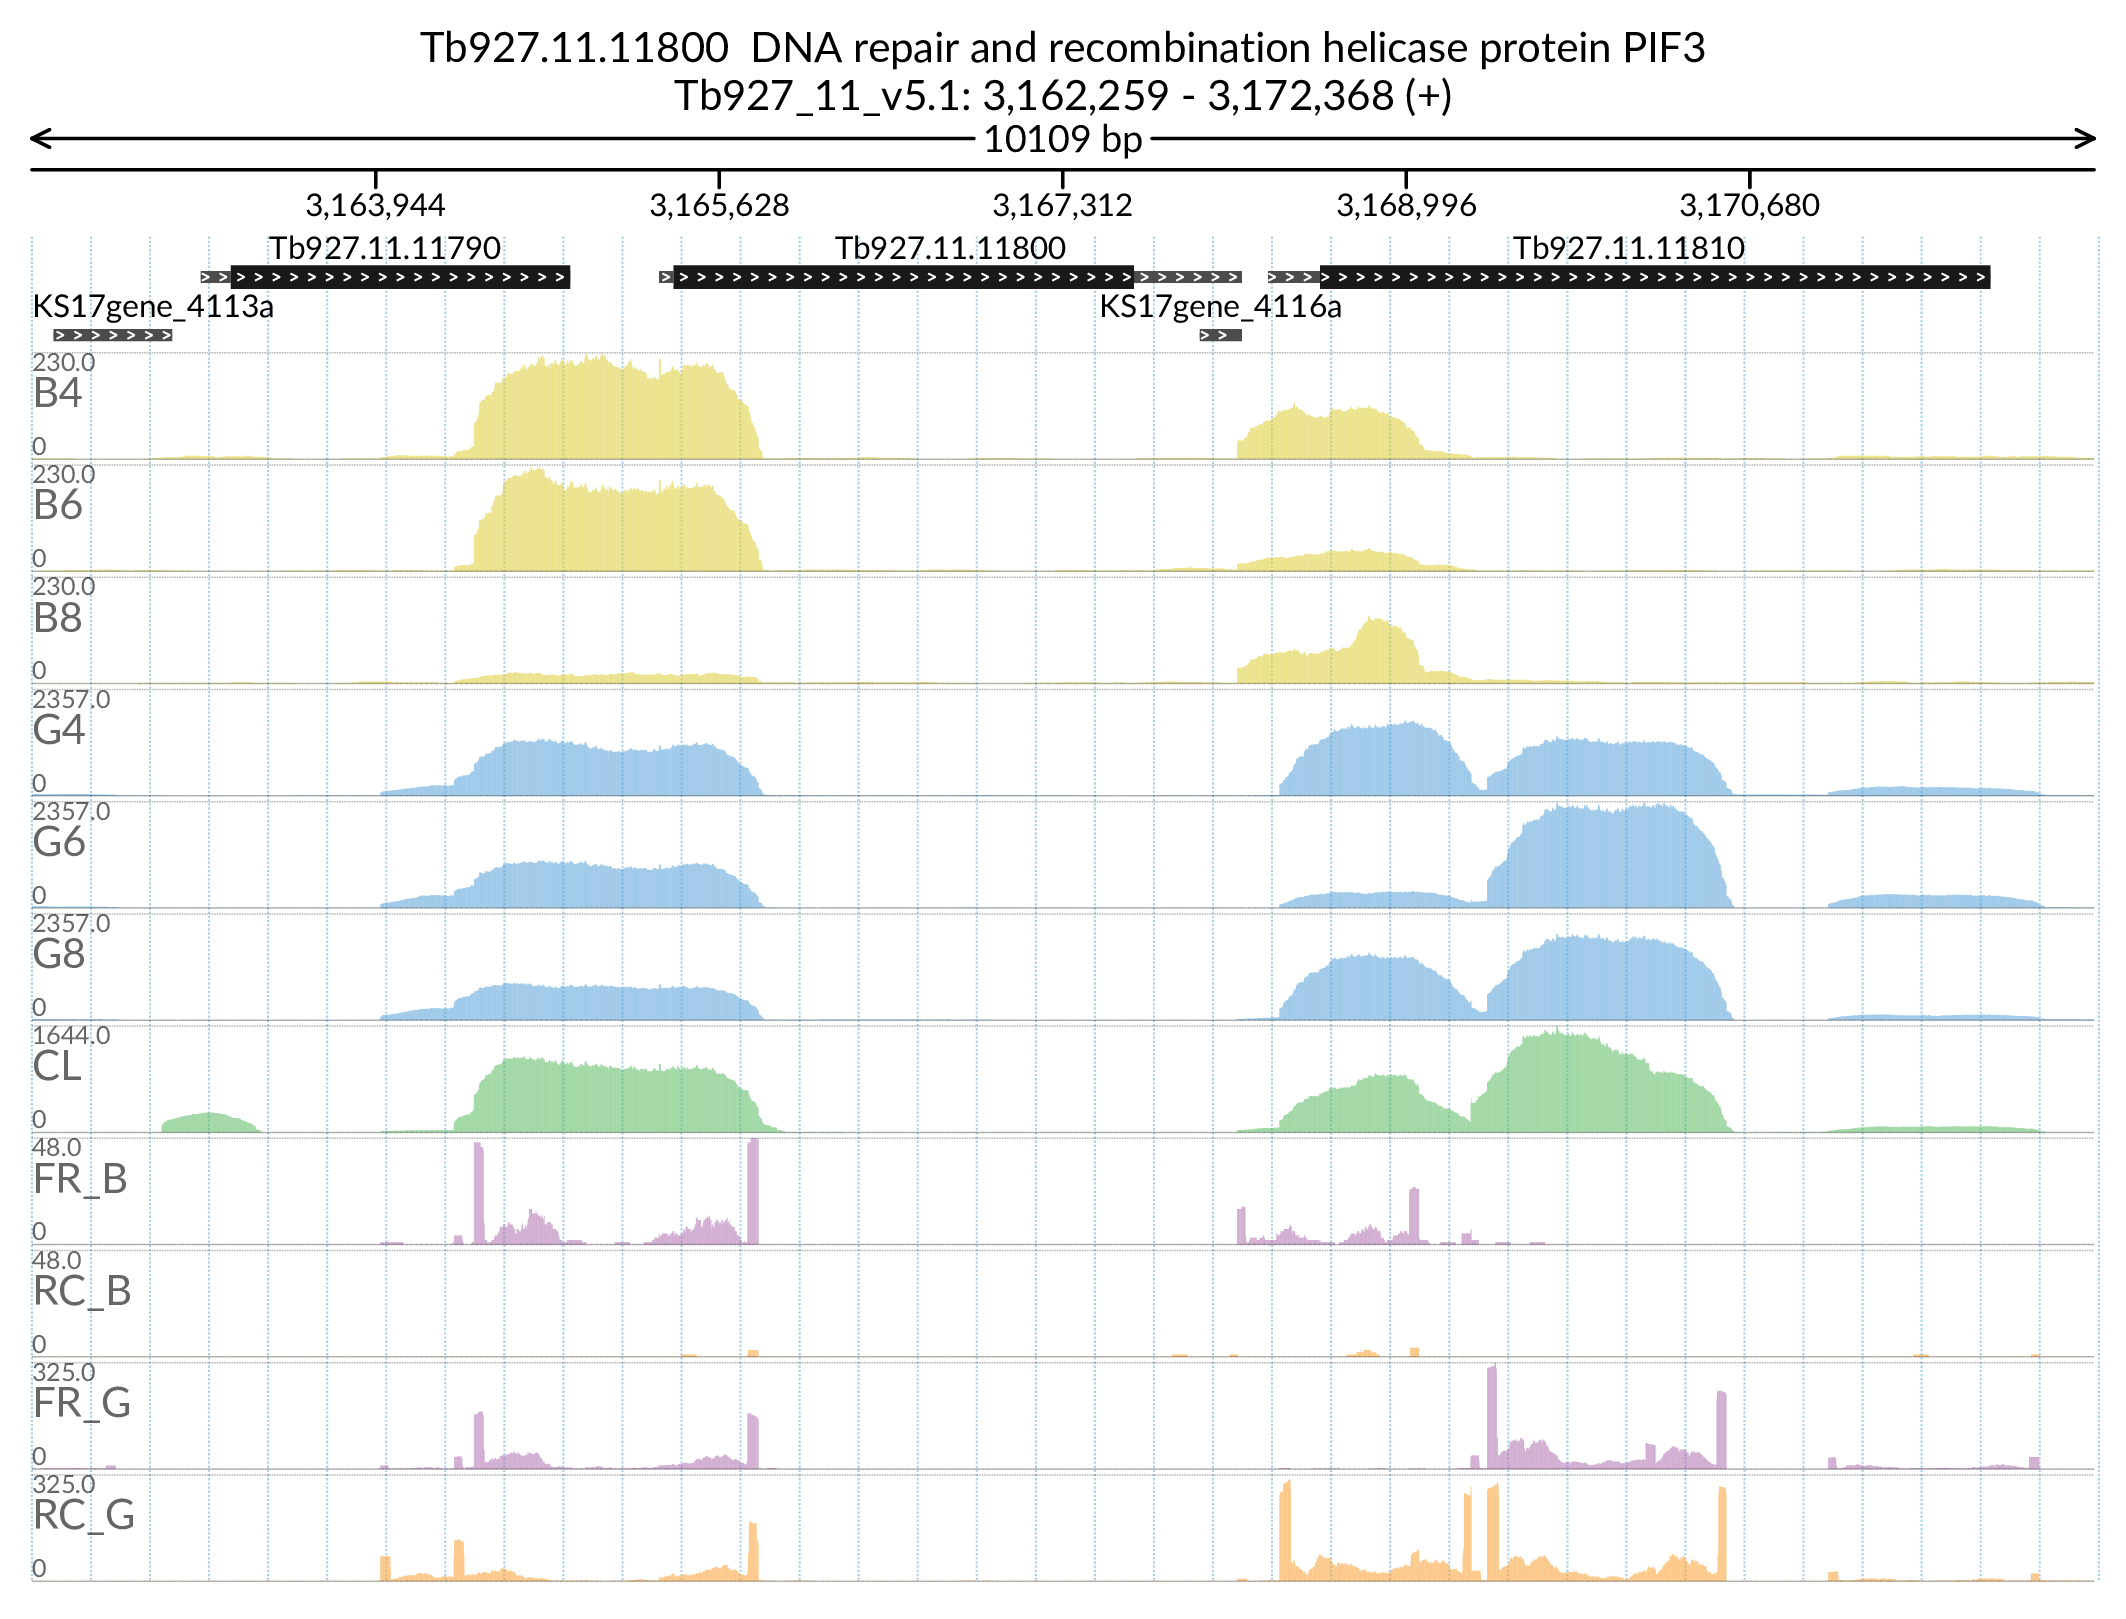 Tb927.11.11800  DNA repair and recombination helicase protein PIF3
Tb927_11_v5.1: 3,162,259 - 3,172,368 (+)
10109 bp
3,163,944 3,165,628 3,167,312 3,168,996 3,170,680
Tb927.11.11790 Tb927.11.11800 Tb927.11.11810
KS17gene_4113a KS17gene_4116a
230.0
B4
0
230.0
B6
0
230.0
B8
0
2357.0
G4
0
2357.0
G6
0
2357.0
G8
0
1644.0
CL
0
48.0
FR_B
0
48.0
RC_B
0
325.0
FR_G
0
325.0
RC_G
0